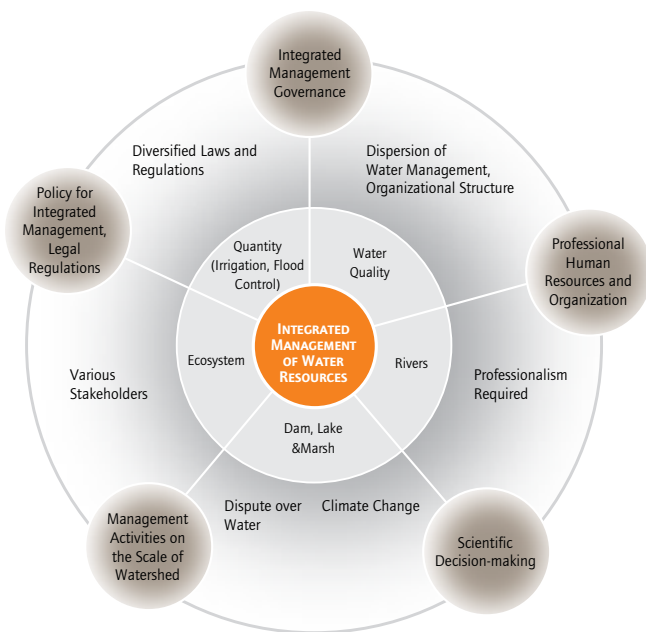 Integrated
Management
Governance
Diversified Laws and
Regulations
Dispersion of
Water Management,
Organizational Structure
Policy for
Integrated
Management,
Legal
Regulations
Quantity
(Irrigation, Flood
Control)
Water
Quality
Professional
Human
Resources and
Organization
INTEGRATED
MANAGEMENT
OF WATER
RESOURCES
Ecosystem
Rivers
Various
Stakeholders
Professionalism
Required
Dam, Lake
&Marsh
Dispute over
Water
Climate Change
Management
Activities on
the Scale of
Watershed
Scientific
Decision-making